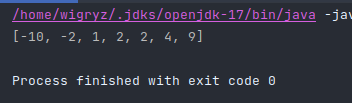 /home/wigryz/.jdks/openjdk-17/bin/java -jav
[-10, -2, 1, 2, 2, 4, 9]
Process finished with exit code 0